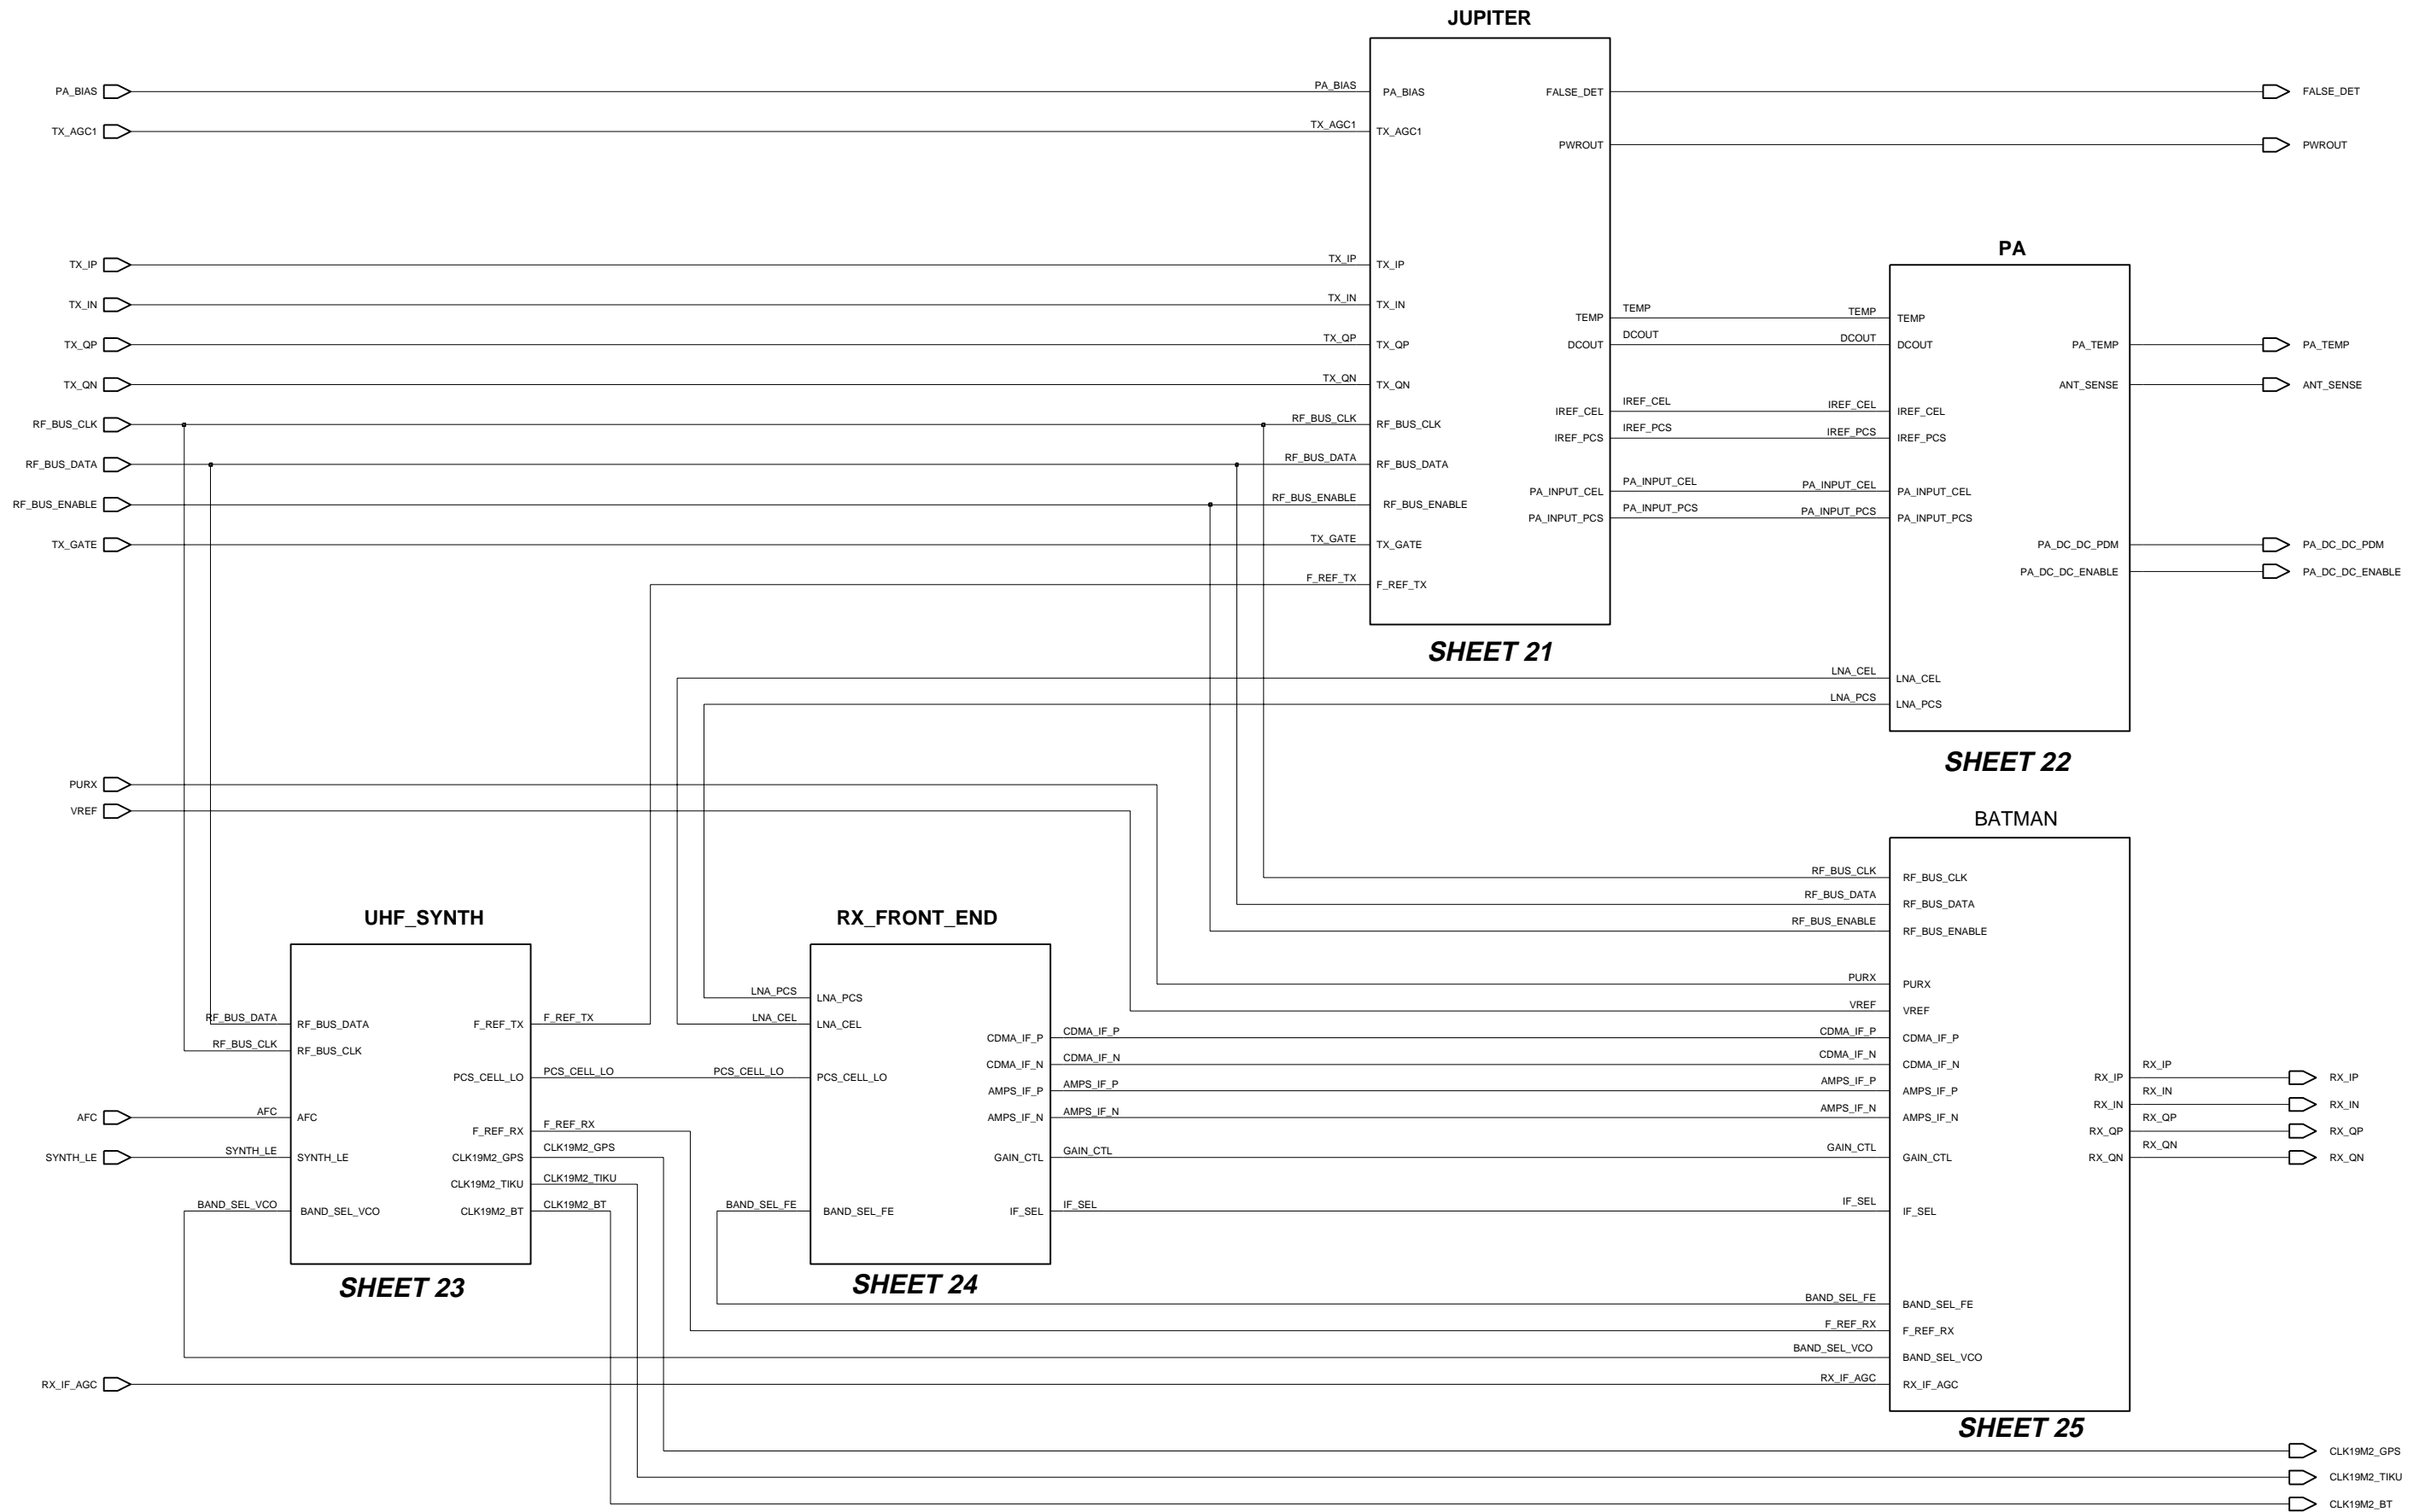 JUPITER
PA_BIAS
PA_BIAS
PA_BIAS
FALSE_DET
FALSE_DET
TX_AGC1
TX_AGC1
TX_AGC1
PWROUT
PWROUT
TX_IP
TX_IP
TX_IP
TX_IN
TX_IN
TX_IN
TX_QP
TX_QP
TX_QP
TX_QN
TX_QN
TX_QN
RF_BUS_CLK
RF_BUS_CLK
RF_BUS_CLK
RF_BUS_DATA
RF_BUS_DATA
RF_BUS_DATA
RF_BUS_ENABLE
RF_BUS_ENABLE
RF_BUS_ENABLE
TX_GATE
TX_GATE
TX_GATE
F_REF_TX
F_REF_TX
TEMP
TEMP
DCOUT
DCOUT
IREF_CEL
IREF_CEL
IREF_PCS
IREF_PCS
PA_INPUT_CEL
PA_INPUT_CEL
PA_INPUT_PCS
PA_INPUT_PCS
SHEET 21
PA
TEMP
TEMP
DCOUT
DCOUT
PA_TEMP
PA_TEMP
ANT_SENSE
ANT_SENSE
IREF_CEL
IREF_CEL
IREF_PCS
IREF_PCS
PA_INPUT_CEL
PA_INPUT_CEL
PA_INPUT_PCS
PA_INPUT_PCS
PA_DC_DC_PDM
PA_DC_DC_PDM
PA_DC_DC_ENABLE
PA_DC_DC_ENABLE
LNA_CEL
LNA_CEL
LNA_PCS
LNA_PCS
SHEET 22
PURX
VREF
UHF_SYNTH
RF_BUS_DATA
RF_BUS_DATA
F_REF_TX
F_REF_TX
RF_BUS_CLK
RF_BUS_CLK
PCS_CELL_LO
PCS_CELL_LO
AFC
AFC
AFC
F_REF_RX
F_REF_RX
SYNTH_LE
SYNTH_LE
SYNTH_LE
CLK19M2_GPS
CLK19M2_GPS
CLK19M2_TIKU
CLK19M2_TIKU
BAND_SEL_VCO
BAND_SEL_VCO
CLK19M2_BT
CLK19M2_BT
SHEET 23
RX_FRONT_END
LNA_PCS
LNA_PCS
LNA_CEL
LNA_CEL
CDMA_IF_P
CDMA_IF_P
CDMA_IF_N
CDMA_IF_N
PCS_CELL_LO
PCS_CELL_LO
AMPS_IF_P
AMPS_IF_P
AMPS_IF_N
AMPS_IF_N
GAIN_CTL
GAIN_CTL
BAND_SEL_FE
BAND_SEL_FE
IF_SEL
IF_SEL
SHEET 24
BATMAN
RF_BUS_CLK
RF_BUS_CLK
RF_BUS_DATA
RF_BUS_DATA
RF_BUS_ENABLE
RF_BUS_ENABLE
PURX
PURX
VREF
VREF
CDMA_IF_P
CDMA_IF_P
CDMA_IF_N
CDMA_IF_N
RX_IP
RX_IP
RX_IP
AMPS_IF_P
AMPS_IF_P
RX_IN
RX_IN
RX_IN
AMPS_IF_N
AMPS_IF_N
RX_QP
RX_QP
RX_QP
GAIN_CTL
GAIN_CTL
RX_QN
RX_QN
RX_QN
IF_SEL
IF_SEL
BAND_SEL_FE
BAND_SEL_FE
F_REF_RX
F_REF_RX
BAND_SEL_VCO
BAND_SEL_VCO
RX_IF_AGC
RX_IF_AGC
RX_IF_AGC
SHEET 25
CLK19M2_GPS
CLK19M2_TIKU
CLK19M2_BT